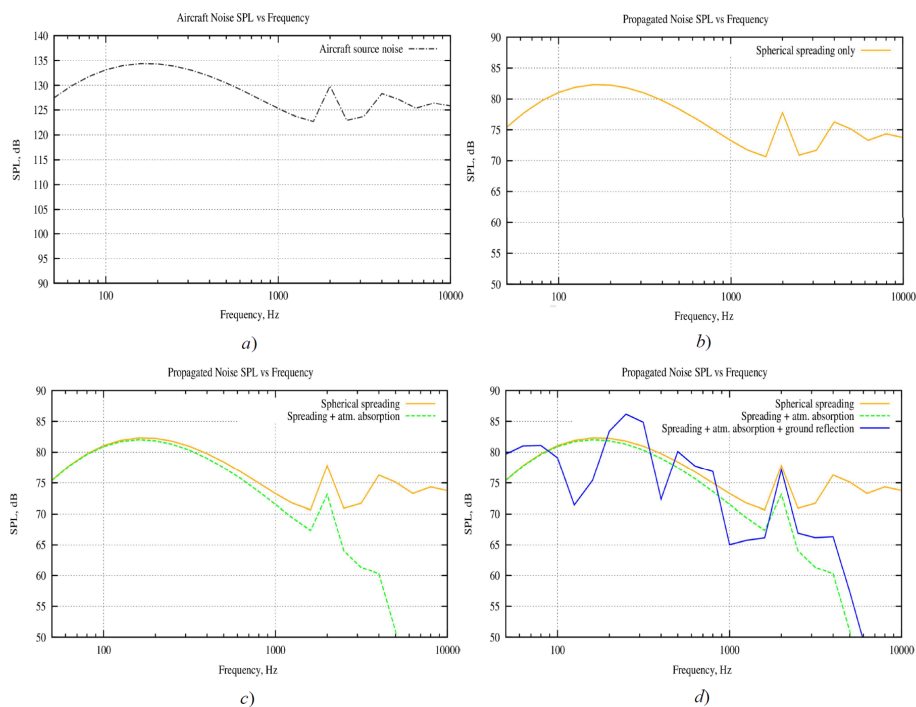 Aircraft Noise SPL vs Frequency
140
135
130
125
120
115
110
105
100
95
90
SPL, dB
Aircraft source noise
100
1000
10000
Frequency, Hz
a)
Propagated Noise SPL vs Frequency
90
85
80
75
70
65
60
55
50
SPL, dB
Spherical spreading only
100
1000
10000
Frequency, Hz
b)
Propagated Noise SPL vs Frequency
90
85
80
75
70
65
60
55
50
SPL, dB
Spherical spreading
Spreading + atm. absorption
100
1000
10000
Frequency, Hz
c)
Propagated Noise SPL vs Frequency
90
85
80
75
70
65
60
55
50
SPL, dB
Spherical spreading
Spreading + atm. absorption
Spreading + atm. absorption + ground reflection
100
1000
10000
Frequency, Hz
d)